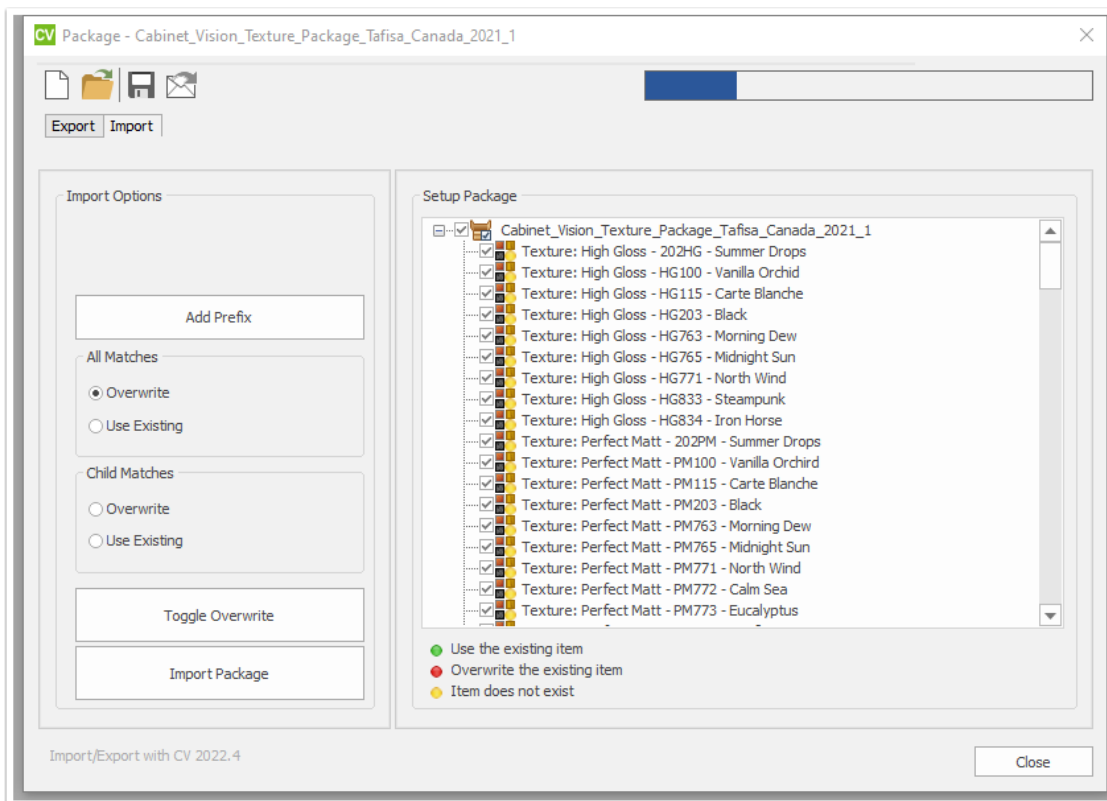 CV Package - Cabinet_Vision_Texture_Package_Tafisa_Canada_2021_1
Export Import
Import Options
Add Prefix
All Matches
Overwrite
Use Existing
Child Matches
Overwrite
Use Existing
Toggle Overwrite
Import Package
Setup Package
Cabinet_Vision_Texture_Package_Tafisa_Canada_2021_1
Texture: High Gloss - 202HG - Summer Drops
Texture: High Gloss - HG100 - Vanilla Orchid
Texture: High Gloss - HG115 - Carte Blanche
Texture: High Gloss - HG203 - Black
Texture: High Gloss - HG763 - Morning Dew
Texture: High Gloss - HG765 - Midnight Sun
Texture: High Gloss - HG771 - North Wind
Texture: High Gloss - HG833 - Steampunk
Texture: High Gloss - HG834 - Iron Horse
Texture: Perfect Matt - 202PM - Summer Drops
Texture: Perfect Matt - PM100 - Vanilla Orchird
Texture: Perfect Matt - PM115 - Carte Blanche
Texture: Perfect Matt - PM203 - Black
Texture: Perfect Matt - PM763 - Morning Dew
Texture: Perfect Matt - PM765 - Midnight Sun
Texture: Perfect Matt - PM771 - North Wind
Texture: Perfect Matt - PM772 - Calm Sea
Texture: Perfect Matt - PM773 - Eucalyptus
Use the existing item
Overwrite the existing item
Item does not exist
Import/Export with CV 2022.4
Close